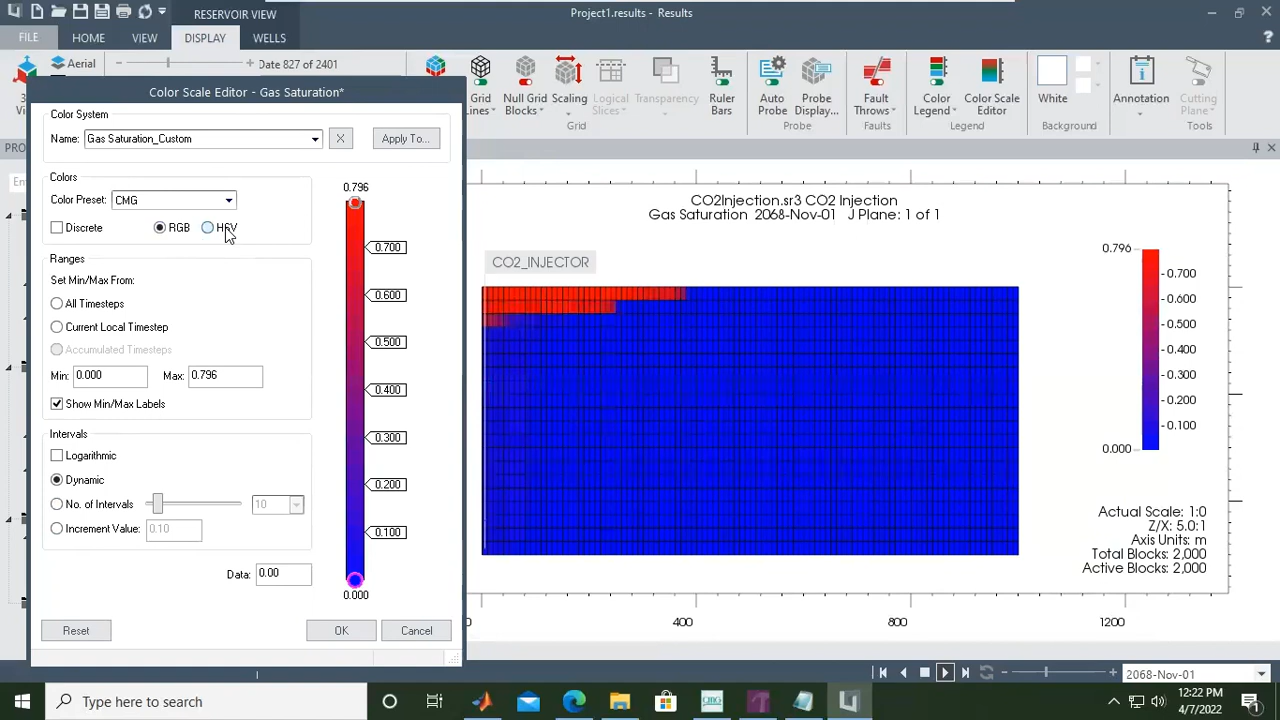 RESERVOIR VIEW
Project1.results - Results
FILE
HOME
VIEW
DISPLAY
WELLS
Aerial
Date 827 of 2401
Grid Lines
Null Grid Blocks
Scaling
Logical Slices
Transparency
Ruler Bars
Auto Probe
Probe Display...
Fault Throws
Color Legend
Color Scale Editor
White
Annotation
Cutting Plane
Grid
Probe
Faults
Legend
Background
Tools
PRO
En
Color Scale Editor - Gas Saturation*
Color System
Name:
Gas Saturation_Custom
X
Apply To...
Colors
Color Preset:
CMG
Discrete
RGB
HSV
Ranges
Set Min/Max From:
All Timesteps
Current Local Timestep
Accumulated Timesteps
Min:
0.000
Max:
0.796
Show Min/Max Labels
Intervals
Logarithmic
Dynamic
No. of Intervals
10
Increment Value:
0.10
Data:
0.00
Reset
OK
Cancel
0.796
0.700
0.600
0.500
0.400
0.300
0.200
0.100
0.000
CO2Injection.sr3 CO2 Injection
Gas Saturation 2068-Nov-01 J Plane: 1 of 1
CO2_INJECTOR
0.796
0.700
0.600
0.500
0.400
0.300
0.200
0.100
0.000
Actual Scale: 1:0
Z/X: 5.0:1
Axis Units: m
Total Blocks: 2,000
Active Blocks: 2,000
400
800
1200
2068-Nov-01
Type here to search
12:22 PM
4/7/2022